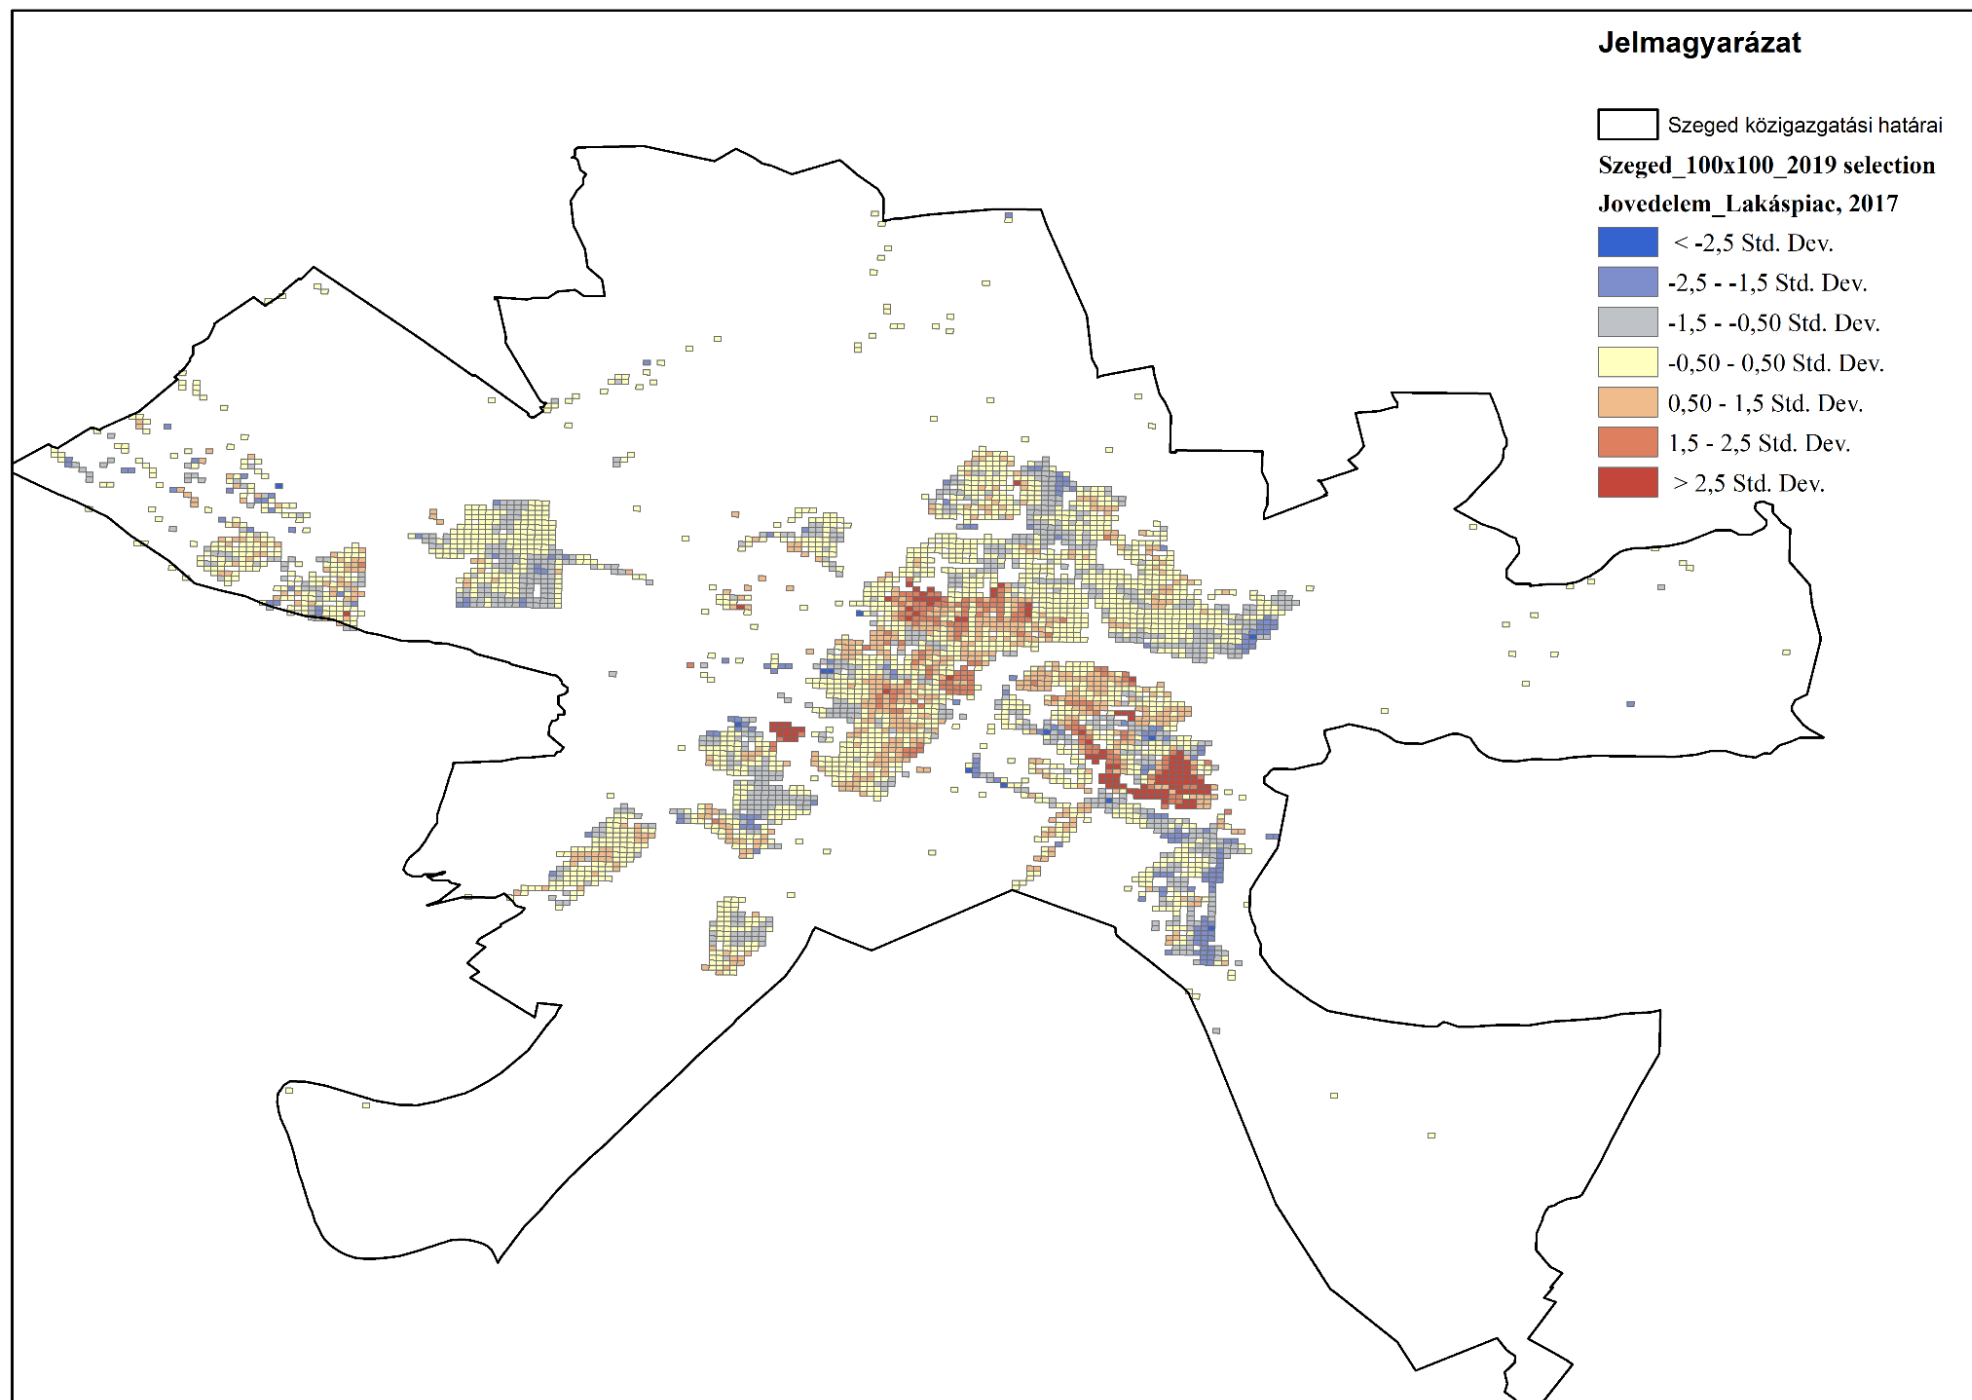 Jelmagyarázat
Szeged közigazgatási határai
Szeged_100x100_2019 selection
Jovedelem_Lakáspiac, 2017
< -2,5 Std. Dev.
-2,5 - -1,5 Std. Dev.
-1,5 - -0,50 Std. Dev.
-0,50 - 0,50 Std. Dev.
0,50 - 1,5 Std. Dev.
1,5 - 2,5 Std. Dev.
> 2,5 Std. Dev.